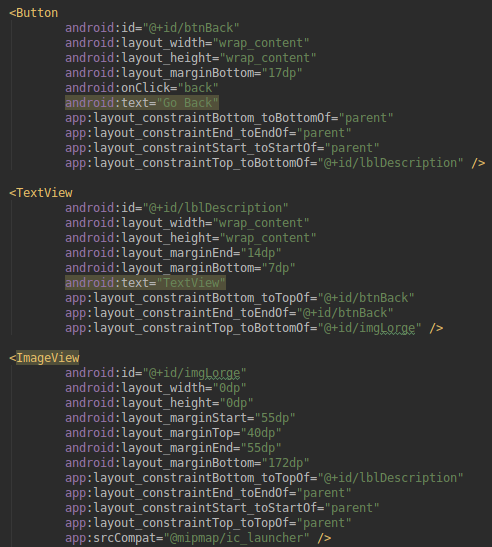 <Button
android:id="@+id/btnBack"
android:layout_width="wrap_content"
android:layout_height="wrap_content"
android:layout_marginBottom="17dp"
android:onClick="back"
android:text="Go Back"
app:layout_constraintBottom_toBottomOf="parent"
app:layout_constraintEnd_toEndOf="parent"
app:layout_constraintStart_toStartOf="parent"
app:layout_constraintTop_toBottomOf="@+id/lblDescription" />
<TextView
android:id="@+id/lblDescription"
android:layout_width="wrap_content"
android:layout_height="wrap_content"
android:layout_marginEnd="14dp"
android:layout_marginBottom="7dp"
android:text="TextView"
app:layout_constraintBottom_toTopOf="@+id/btnBack"
app:layout_constraintEnd_toEndOf="@+id/btnBack"
app:layout_constraintTop_toBottomOf="@+id/imgLorge" />
<ImageView
android:id="@+id/imgLorge"
android:layout_width="0dp"
android:layout_height="0dp"
android:layout_marginStart="55dp"
android:layout_marginTop="40dp"
android:layout_marginEnd="55dp"
android:layout_marginBottom="172dp"
app:layout_constraintBottom_toTopOf="@+id/lblDescription"
app:layout_constraintEnd_toEndOf="parent"
app:layout_constraintStart_toStartOf="parent"
app:layout_constraintTop_toTopOf="parent"
app:srcCompat="@mipmap/ic_launcher" />